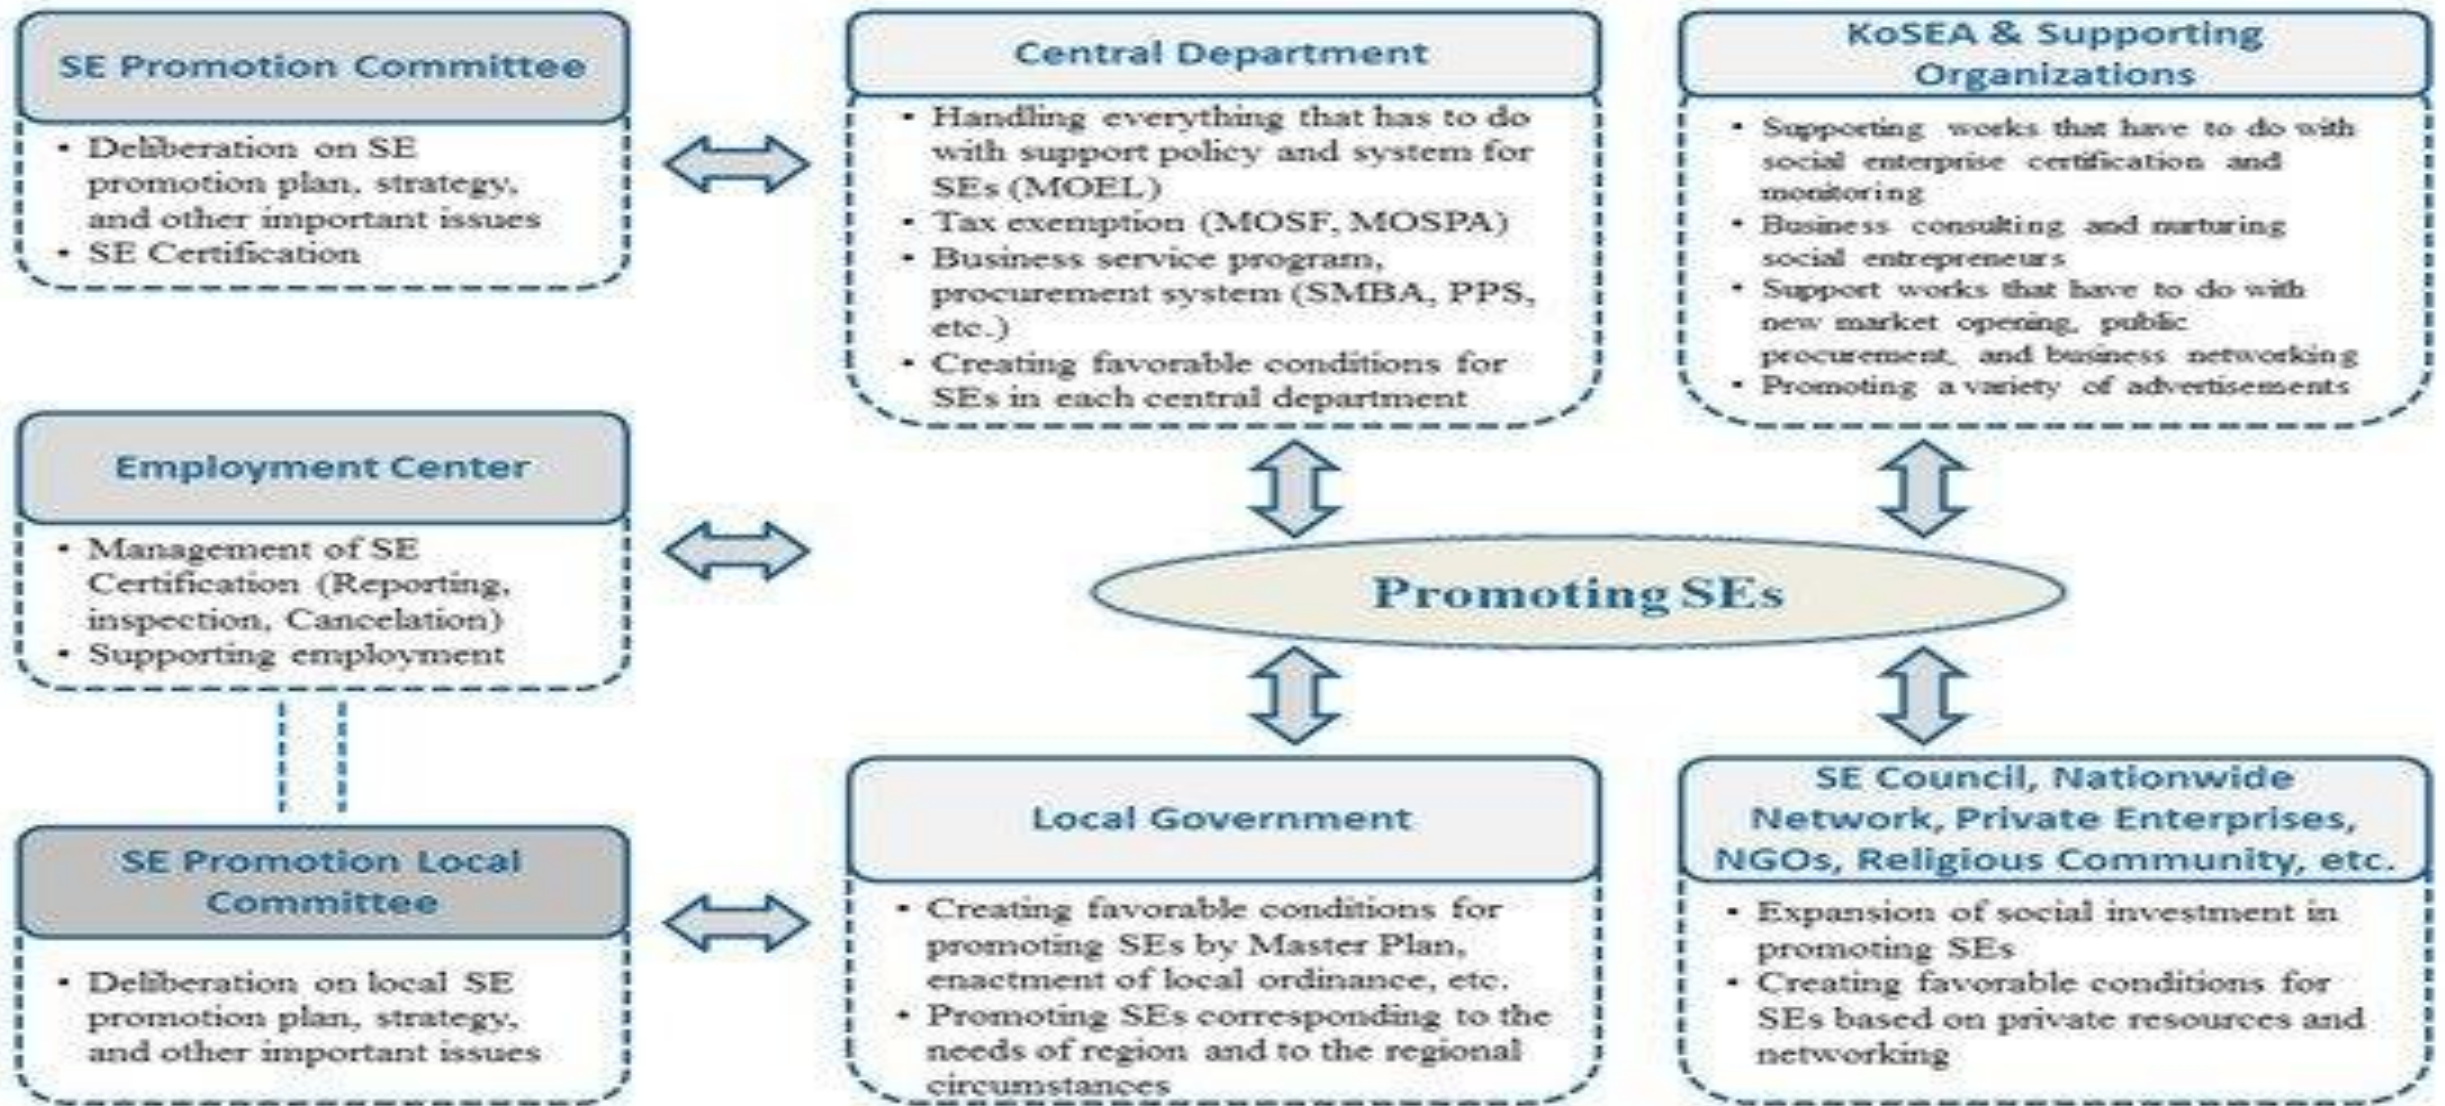 SE Promotion Committee
• Deliberation on SE
promotion plan, strategy,
and other important issues
• SE Certification
Central Department
• Handling everything that has to do
with support policy and system for
SEs (MOEL)
• Tax exemption (MOSF, MOSPA)
• Business service program,
procurement system (SMBA, PPS,
etc.)
• Creating favorable conditions for
SEs in each central department
KoSEA & Supporting
Organizations
• Supporting works that have to do with
social enterprise certification and
monitoring
• Business consulting and nurturing
social entrepreneurs
• Support works that have to do with
new market opening, public
procurement, and business networking
• Promoting a variety of advertisements
Employment Center
• Management of SE
Certification (Reporting,
inspection, Cancelation)
• Supporting employment
Promoting SEs
SE Promotion Local
Committee
• Deliberation on local SE
promotion plan, strategy,
and other important issues
Local Government
• Creating favorable conditions for
promoting SEs by Master Plan,
enactment of local ordinance, etc.
• Promoting SEs corresponding to the
needs of region and to the regional
circumstances
SE Council, Nationwide
Network, Private Enterprises,
NGOs, Religious Community, etc.
• Expansion of social investment in
promoting SEs
• Creating favorable conditions for
SEs based on private resources and
networking